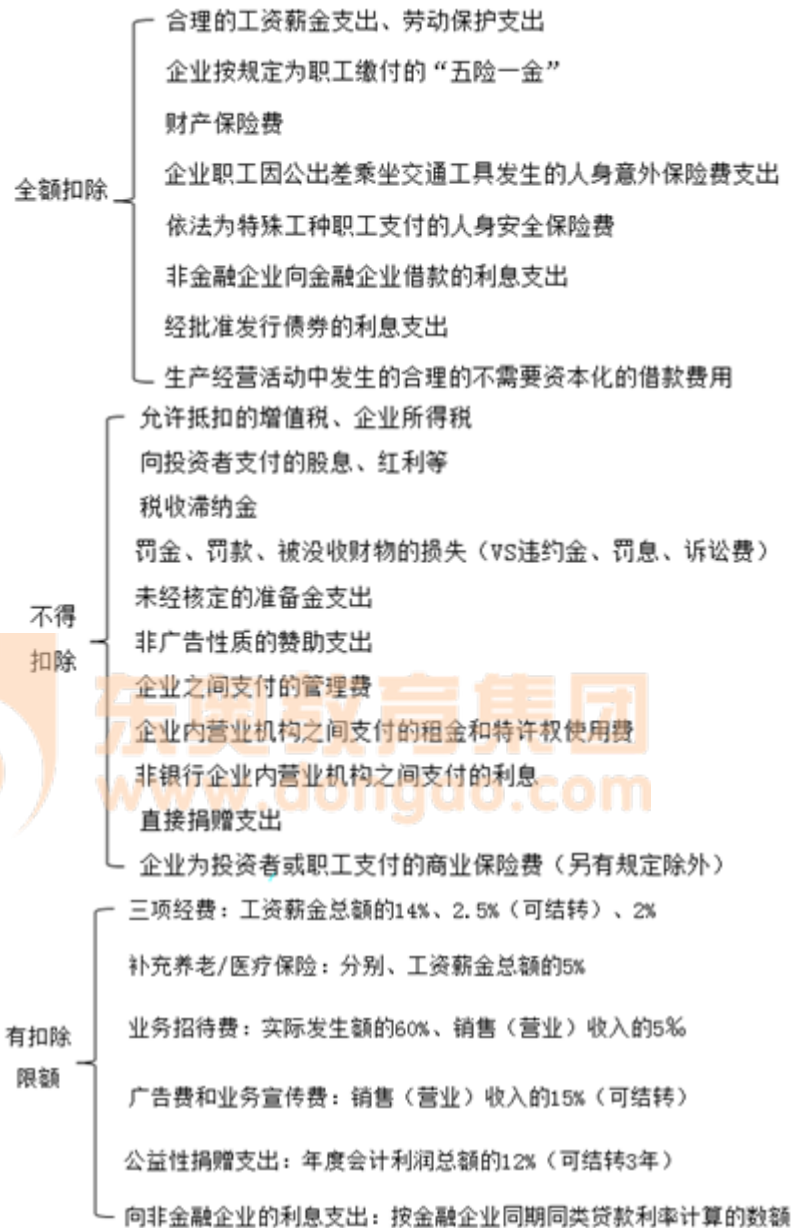 合理的工资薪金支出、劳动保护支出
企业按规定为职工缴付的“五险一金”
财产保险费
企业职工因公出差乘坐交通工具发生的人身意外保险费支出
全额扣除
依法为特殊工种职工支付的人身安全保险费
非金融企业向金融企业借款的利息支出
经批准发行债券的利息支出
生产经营活动中发生的合理的不需要资本化的借款费用
允许抵扣的增值税、企业所得税
向投资者支付的股息、红利等
税收滞纳金
罚金、罚款、被没收财物的损失（VS违约金、罚息、诉讼费）
未经核定的准备金支出
不得
扣除
非广告性质的赞助支出
企业之间支付的管理费
企业内营业机构之间支付的租金和特许权使用费
非银行企业内营业机构之间支付的利息
直接捐赠支出
企业为投资者或职工支付的商业保险费（另有规定除外）
东奥教育集团
www.dongao.com
三项经费：工资薪金总额的14%、2.5%（可结转）、2%
补充养老/医疗保险：分别、工资薪金总额的5%
有扣除
限额
业务招待费：实际发生额的60%、销售（营业）收入的5‰
广告费和业务宣传费：销售（营业）收入的15%（可结转）
公益性捐赠支出：年度会计利润总额的12%（可结转3年）
向非金融企业的利息支出：按金融企业同期同类贷款利率计算的数额